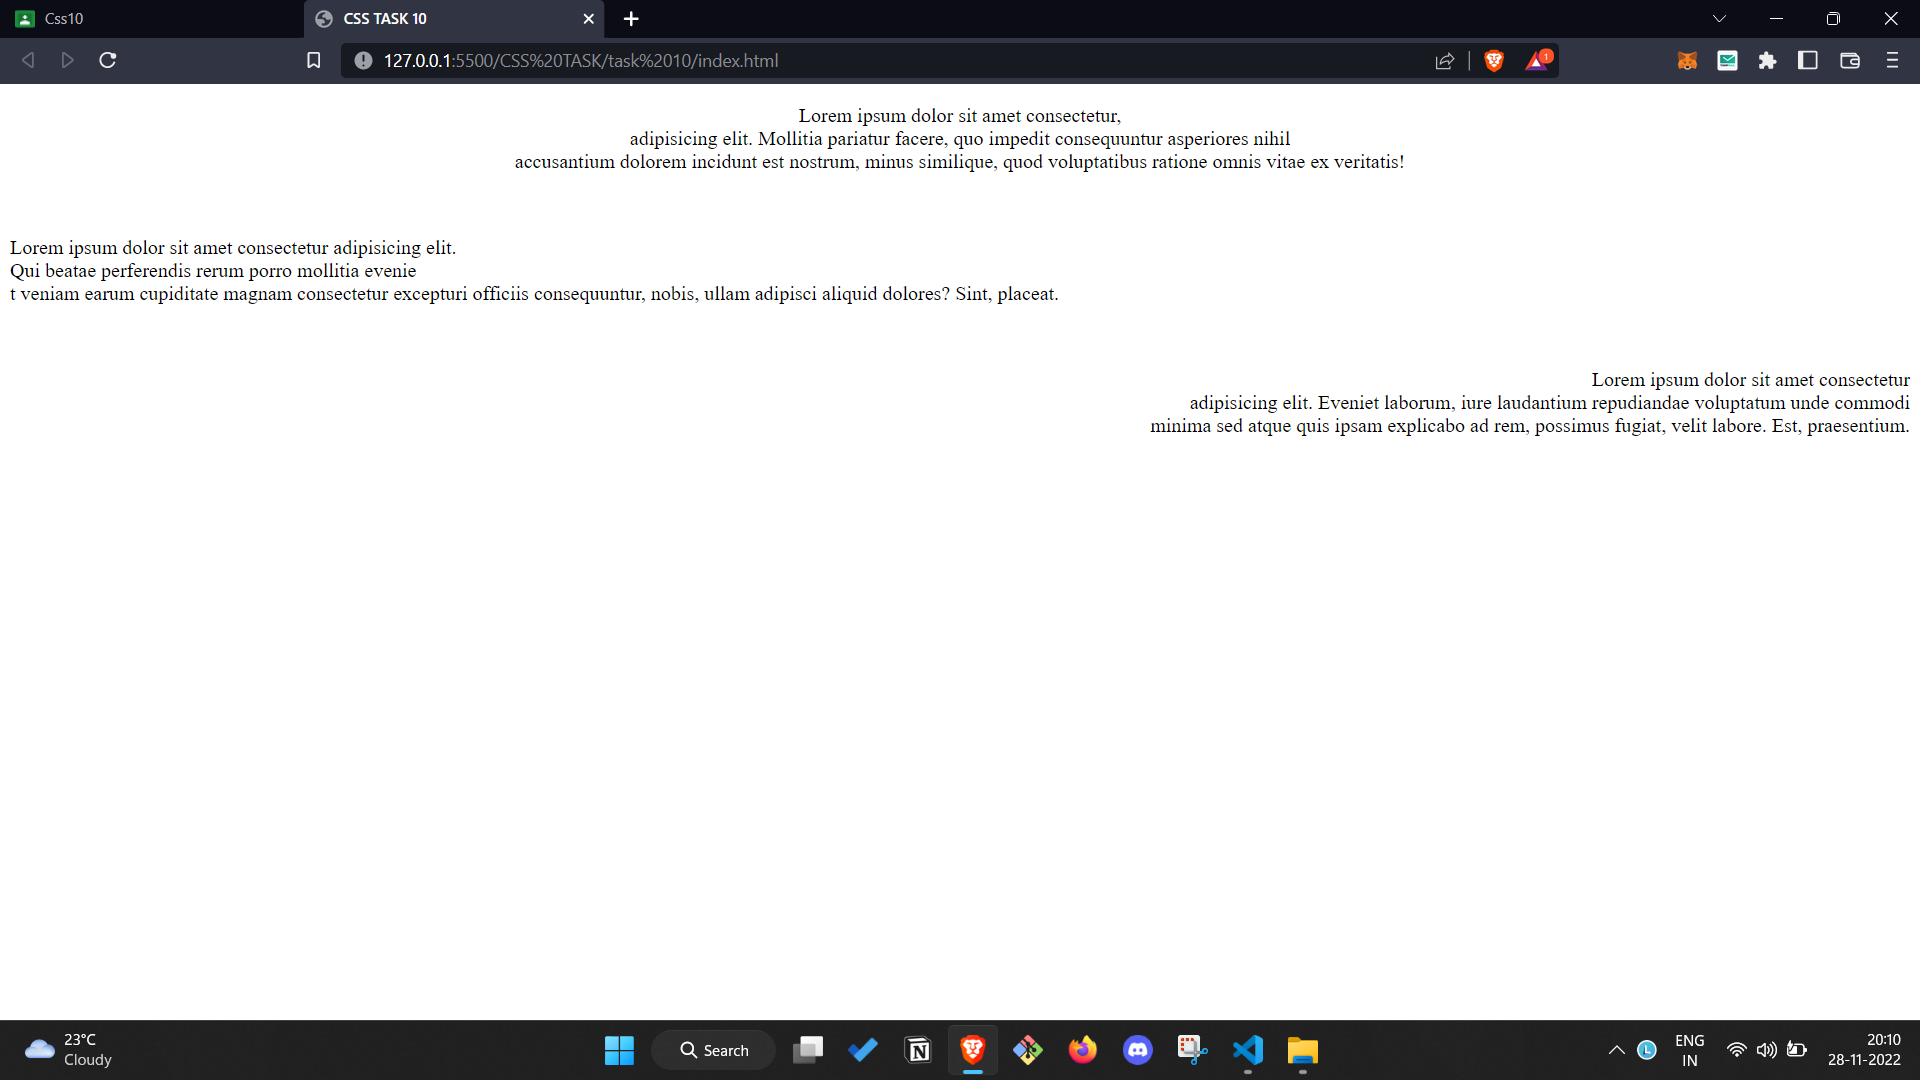 Css10
CSS TASK 10
127.0.0.1:5500/CSS%20TASK/task%2010/index.html
1
Lorem ipsum dolor sit amet consectetur,
adipisicing elit. Mollitia pariatur facere, quo impedit consequuntur asperiores nihil
accusantium dolorem incidunt est nostrum, minus similique, quod voluptatibus ratione omnis vitae ex veritatis!
Lorem ipsum dolor sit amet consectetur adipisicing elit.
Qui beatae perferendis rerum porro mollitia evenie
t veniam earum cupiditate magnam consectetur excepturi officiis consequuntur, nobis, ullam adipisci aliquid dolores? Sint, placeat.
Lorem ipsum dolor sit amet consectetur
adipisicing elit. Eveniet laborum, iure laudantium repudiandae voluptatum unde commodi
minima sed atque quis ipsam explicabo ad rem, possimus fugiat, velit labore. Est, praesentium.
23°C
Cloudy
Search
N
L
ENG
IN
20:10
28-11-2022